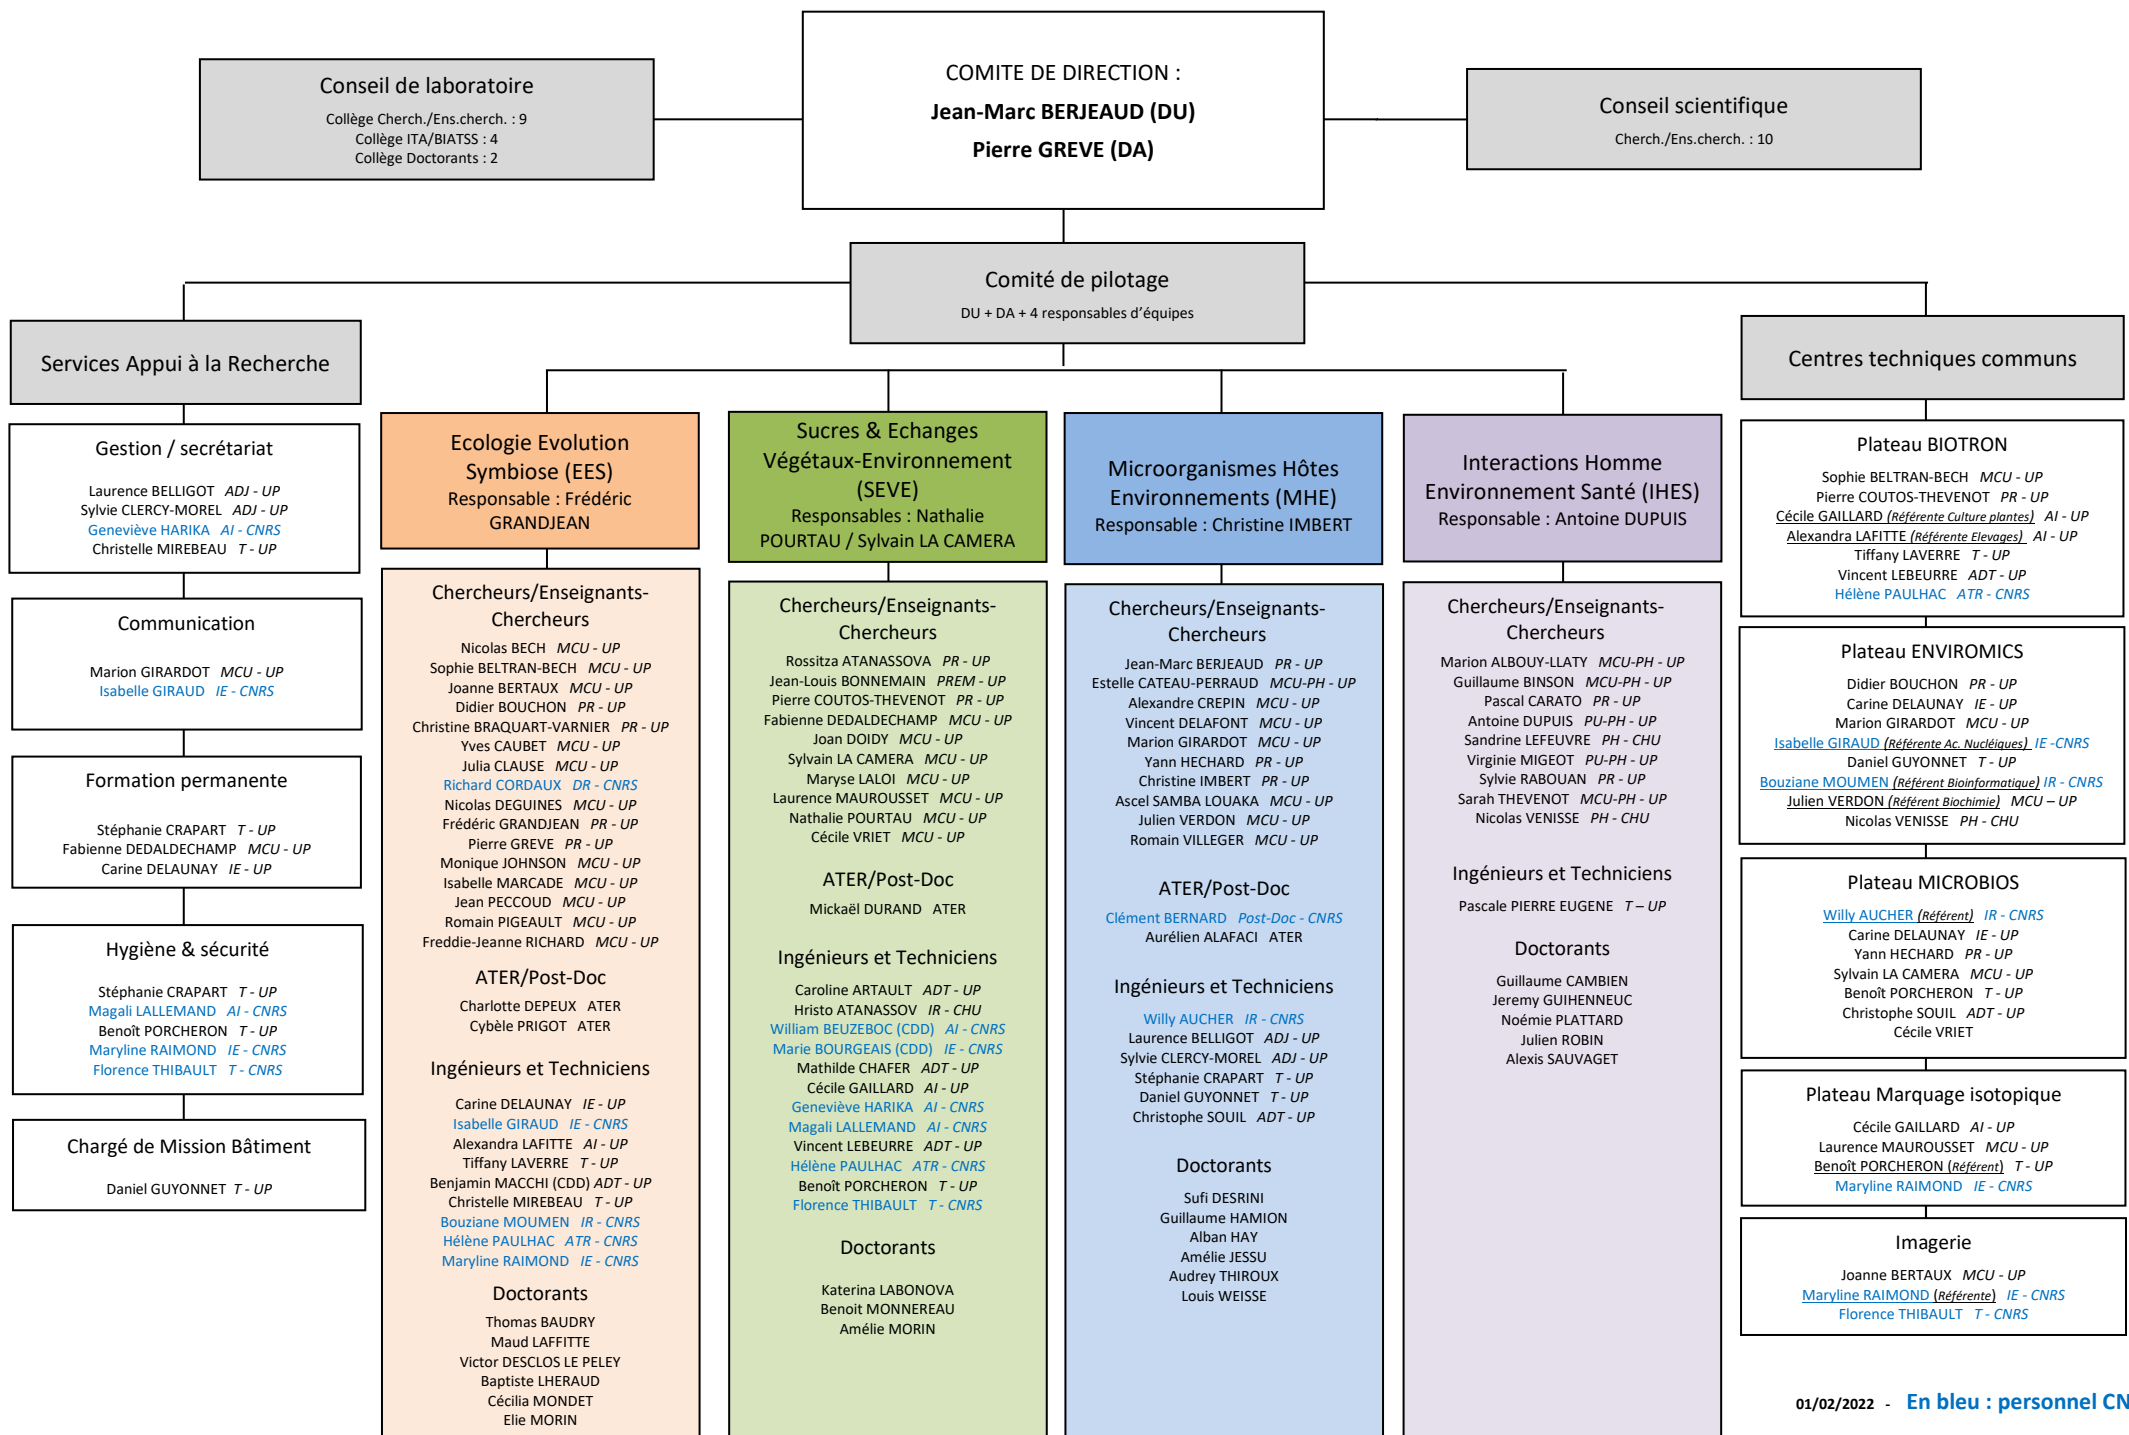 COMITE DE DIRECTION :
Jean-Marc BERJEAUD (DU)
Pierre GREVE (DA)
Conseil de laboratoire
Collège Cherch./Ens.cherch. : 9
Collège ITA/BIATSS : 4
Collège Doctorants : 2
Conseil scientifique
Cherch./Ens.cherch. : 10
Comité de pilotage
DU + DA + 4 responsables d'équipes
Services Appui à la Recherche
Gestion / secrétariat
Laurence BELLIGOT ADJ - UP
Sylvie CLERCY-MOREL ADJ - UP
Geneviève HARIKA AI - CNRS
Christelle MIREBEAU T - UP
Communication
Marion GIRARDOT MCU - UP
Isabelle GIRAUD IE - CNRS
Formation permanente
Stéphanie CRAPART T - UP
Fabienne DEDALDECHAMP MCU - UP
Carine DELAUNAY IE - UP
Hygiène & sécurité
Stéphanie CRAPART T - UP
Magali LALLEMAND AI - CNRS
Benoît PORCHERON T - UP
Maryline RAIMOND IE - CNRS
Florence THIBAULT T - CNRS
Chargé de Mission Bâtiment
Daniel GUYONNET T - UP
Ecologie Evolution
Symbiose (EES)
Responsable : Frédéric
GRANDJEAN
Chercheurs/Enseignants-
Chercheurs
Nicolas BECH MCU - UP
Sophie BELTRAN-BECH MCU - UP
Joanne BERTAUX MCU - UP
Didier BOUCHON PR - UP
Christine BRAQUART-VARNIER PR - UP
Yves CAUBET MCU - UP
Julia CLAUSE MCU - UP
Richard CORDAUX DR - CNRS
Nicolas DEGUINES MCU - UP
Frédéric GRANDJEAN PR - UP
Pierre GREVE PR - UP
Monique JOHNSON MCU - UP
Isabelle MARCADE MCU - UP
Jean PECCOUD MCU - UP
Romain PIGEAULT MCU - UP
Freddie-Jeanne RICHARD MCU - UP
ATER/Post-Doc
Charlotte DEPEUX ATER
Cybèle PRIGOT ATER
Ingénieurs et Techniciens
Carine DELAUNAY IE - UP
Isabelle GIRAUD IE - CNRS
Alexandra LAFITTE AI - UP
Tiffany LAVERRE T - UP
Benjamin MACCHI (CDD) ADT - UP
Christelle MIREBEAU T - UP
Bouziane MOUMEN IR - CNRS
Hélène PAULHAC ATR - CNRS
Maryline RAIMOND IE - CNRS
Doctorants
Thomas BAUDRY
Maud LAFFITTE
Victor DESCLOS LE PELEY
Baptiste LHERAUD
Cécilia MONDET
Elie MORIN
Sucres & Echanges
Végétaux-Environnement
(SEVE)
Responsables : Nathalie
POURTAU / Sylvain LA CAMERA
Chercheurs/Enseignants-
Chercheurs
Rossitza ATANASSOVA PR - UP
Jean-Louis BONNEMAIN PREM - UP
Pierre COUTOS-THEVENOT PR - UP
Fabienne DEDALDECHAMP MCU - UP
Joan DOIDY MCU - UP
Sylvain LA CAMERA MCU - UP
Maryse LALOI MCU - UP
Laurence MAUROUSSET MCU - UP
Nathalie POURTAU MCU - UP
Cécile VRIET MCU - UP
ATER/Post-Doc
Mickaël DURAND ATER
Ingénieurs et Techniciens
Caroline ARTAULT ADT - UP
Hristo ATANASSOV IR - CHU
William BEUZEBOC (CDD) AI - CNRS
Marie BOURGEAIS (CDD) IE - CNRS
Mathilde CHAFER ADT - UP
Cécile GAILLARD AI - UP
Geneviève HARIKA AI - CNRS
Magali LALLEMAND AI - CNRS
Vincent LEBEURRE ADT - UP
Hélène PAULHAC ATR - CNRS
Benoît PORCHERON T - UP
Florence THIBAULT T - CNRS
Doctorants
Katerina LABONOVA
Benoit MONNEREAU
Amélie MORIN
Microorganismes Hôtes
Environnements (MHE)
Responsable : Christine IMBERT
Chercheurs/Enseignants-
Chercheurs
Jean-Marc BERJEAUD PR - UP
Estelle CATEAU-PERRAUD MCU-PH - UP
Alexandre CREPIN MCU - UP
Vincent DELAFONT MCU - UP
Marion GIRARDOT MCU - UP
Yann HECHARD PR - UP
Christine IMBERT PR - UP
Ascel SAMBA LOUAKA MCU - UP
Julien VERDON MCU - UP
Romain VILLEGER MCU - UP
ATER/Post-Doc
Clément BERNARD Post-Doc - CNRS
Aurélien ALAFACI ATER
Ingénieurs et Techniciens
Willy AUCHER IR - CNRS
Laurence BELLIGOT ADJ - UP
Sylvie CLERCY-MOREL ADJ - UP
Stéphanie CRAPART T - UP
Daniel GUYONNET T - UP
Christophe SOUIL ADT - UP
Doctorants
Sufi DESRINI
Guillaume HAMION
Alban HAY
Amélie JESSU
Audrey THIROUX
Louis WEISSE
Interactions Homme
Environnement Santé (IHES)
Responsable : Antoine DUPUIS
Chercheurs/Enseignants-
Chercheurs
Marion ALBOUY-LLATY MCU-PH - UP
Guillaume BINSON MCU-PH - UP
Pascal CARATO PR - UP
Antoine DUPUIS PU-PH - UP
Sandrine LEFEUVRE PH - CHU
Virginie MIGEOT PU-PH - UP
Sylvie RABOUAN PR - UP
Sarah THEVENOT MCU-PH - UP
Nicolas VENISSE PH - CHU
Ingénieurs et Techniciens
Pascale PIERRE EUGENE T – UP
Doctorants
Guillaume CAMBIEN
Jeremy GUIHENNEUC
Noémie PLATTARD
Julien ROBIN
Alexis SAUVAGET
Centres techniques communs
Plateau BIOTRON
Sophie BELTRAN-BECH MCU - UP
Pierre COUTOS-THEVENOT PR - UP
Cécile GAILLARD (Référente Culture plantes) AI - UP
Alexandra LAFITTE (Référente Elevages) AI - UP
Tiffany LAVERRE T - UP
Vincent LEBEURRE ADT - UP
Hélène PAULHAC ATR - CNRS
Plateau ENVIROMICS
Didier BOUCHON PR - UP
Carine DELAUNAY IE - UP
Marion GIRARDOT MCU - UP
Isabelle GIRAUD (Référente Ac. Nucléiques) IE -CNRS
Daniel GUYONNET T - UP
Bouziane MOUMEN (Référent Bioinformatique) IR - CNRS
Julien VERDON (Référent Biochimie) MCU – UP
Nicolas VENISSE PH - CHU
Plateau MICROBIOS
Willy AUCHER (Référent) IR - CNRS
Carine DELAUNAY IE - UP
Yann HECHARD PR - UP
Sylvain LA CAMERA MCU - UP
Benoît PORCHERON T - UP
Christophe SOUIL ADT - UP
Cécile VRIET
Plateau Marquage isotopique
Cécile GAILLARD AI - UP
Laurence MAUROUSSET MCU - UP
Benoît PORCHERON (Référent) T - UP
Maryline RAIMOND IE - CNRS
Imagerie
Joanne BERTAUX MCU - UP
Maryline RAIMOND (Référente) IE - CNRS
Florence THIBAULT T - CNRS
01/02/2022 - En bleu : personnel CN